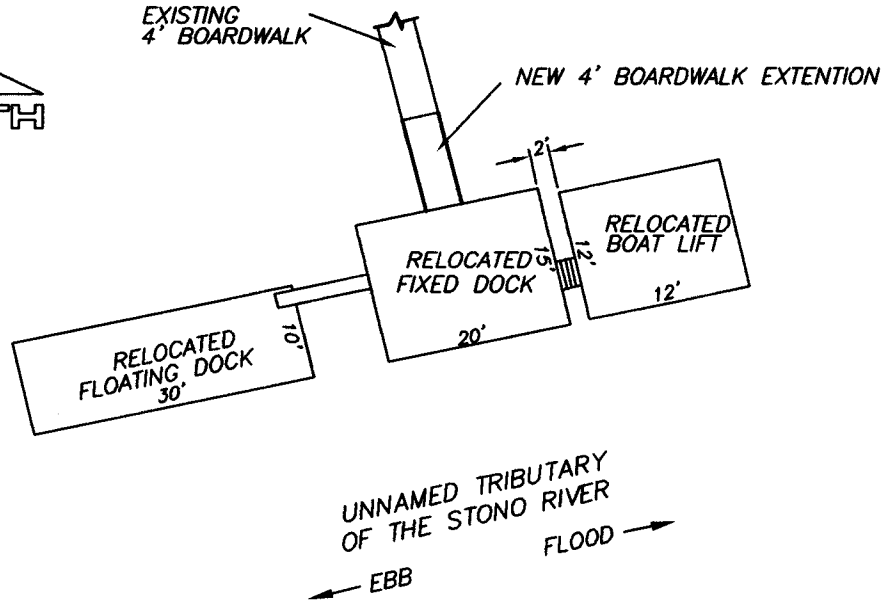 EXISTING
4' BOARDWALK
NEW 4' BOARDWALK EXTENTION
2'
RELOCATED
BOAT LIFT
12'
12'
RELOCATED
FIXED DOCK
15'
20'
RELOCATED
FLOATING DOCK
10'
30'
UNNAMED TRIBUTARY
OF THE STONO RIVER
FLOOD
EBB